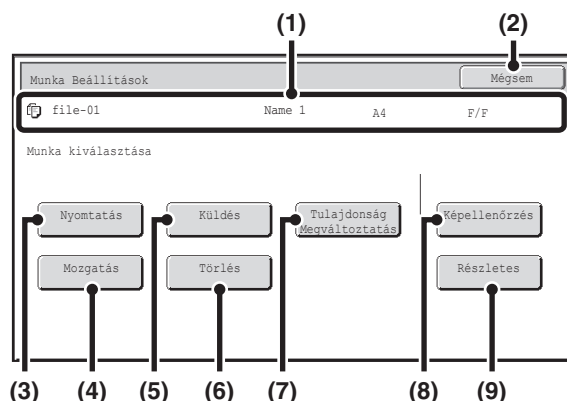 (1) (2)
Munka Beállítások Mégsem
file-01 Name 1 A4 F/F
Munka kiválasztása
Nyomtatás Küldés Tulajdonság Megváltoztatás Képellenőrzés
Mozgatás Törlés Részletes
(3) (4) (5) (6) (7) (8) (9)